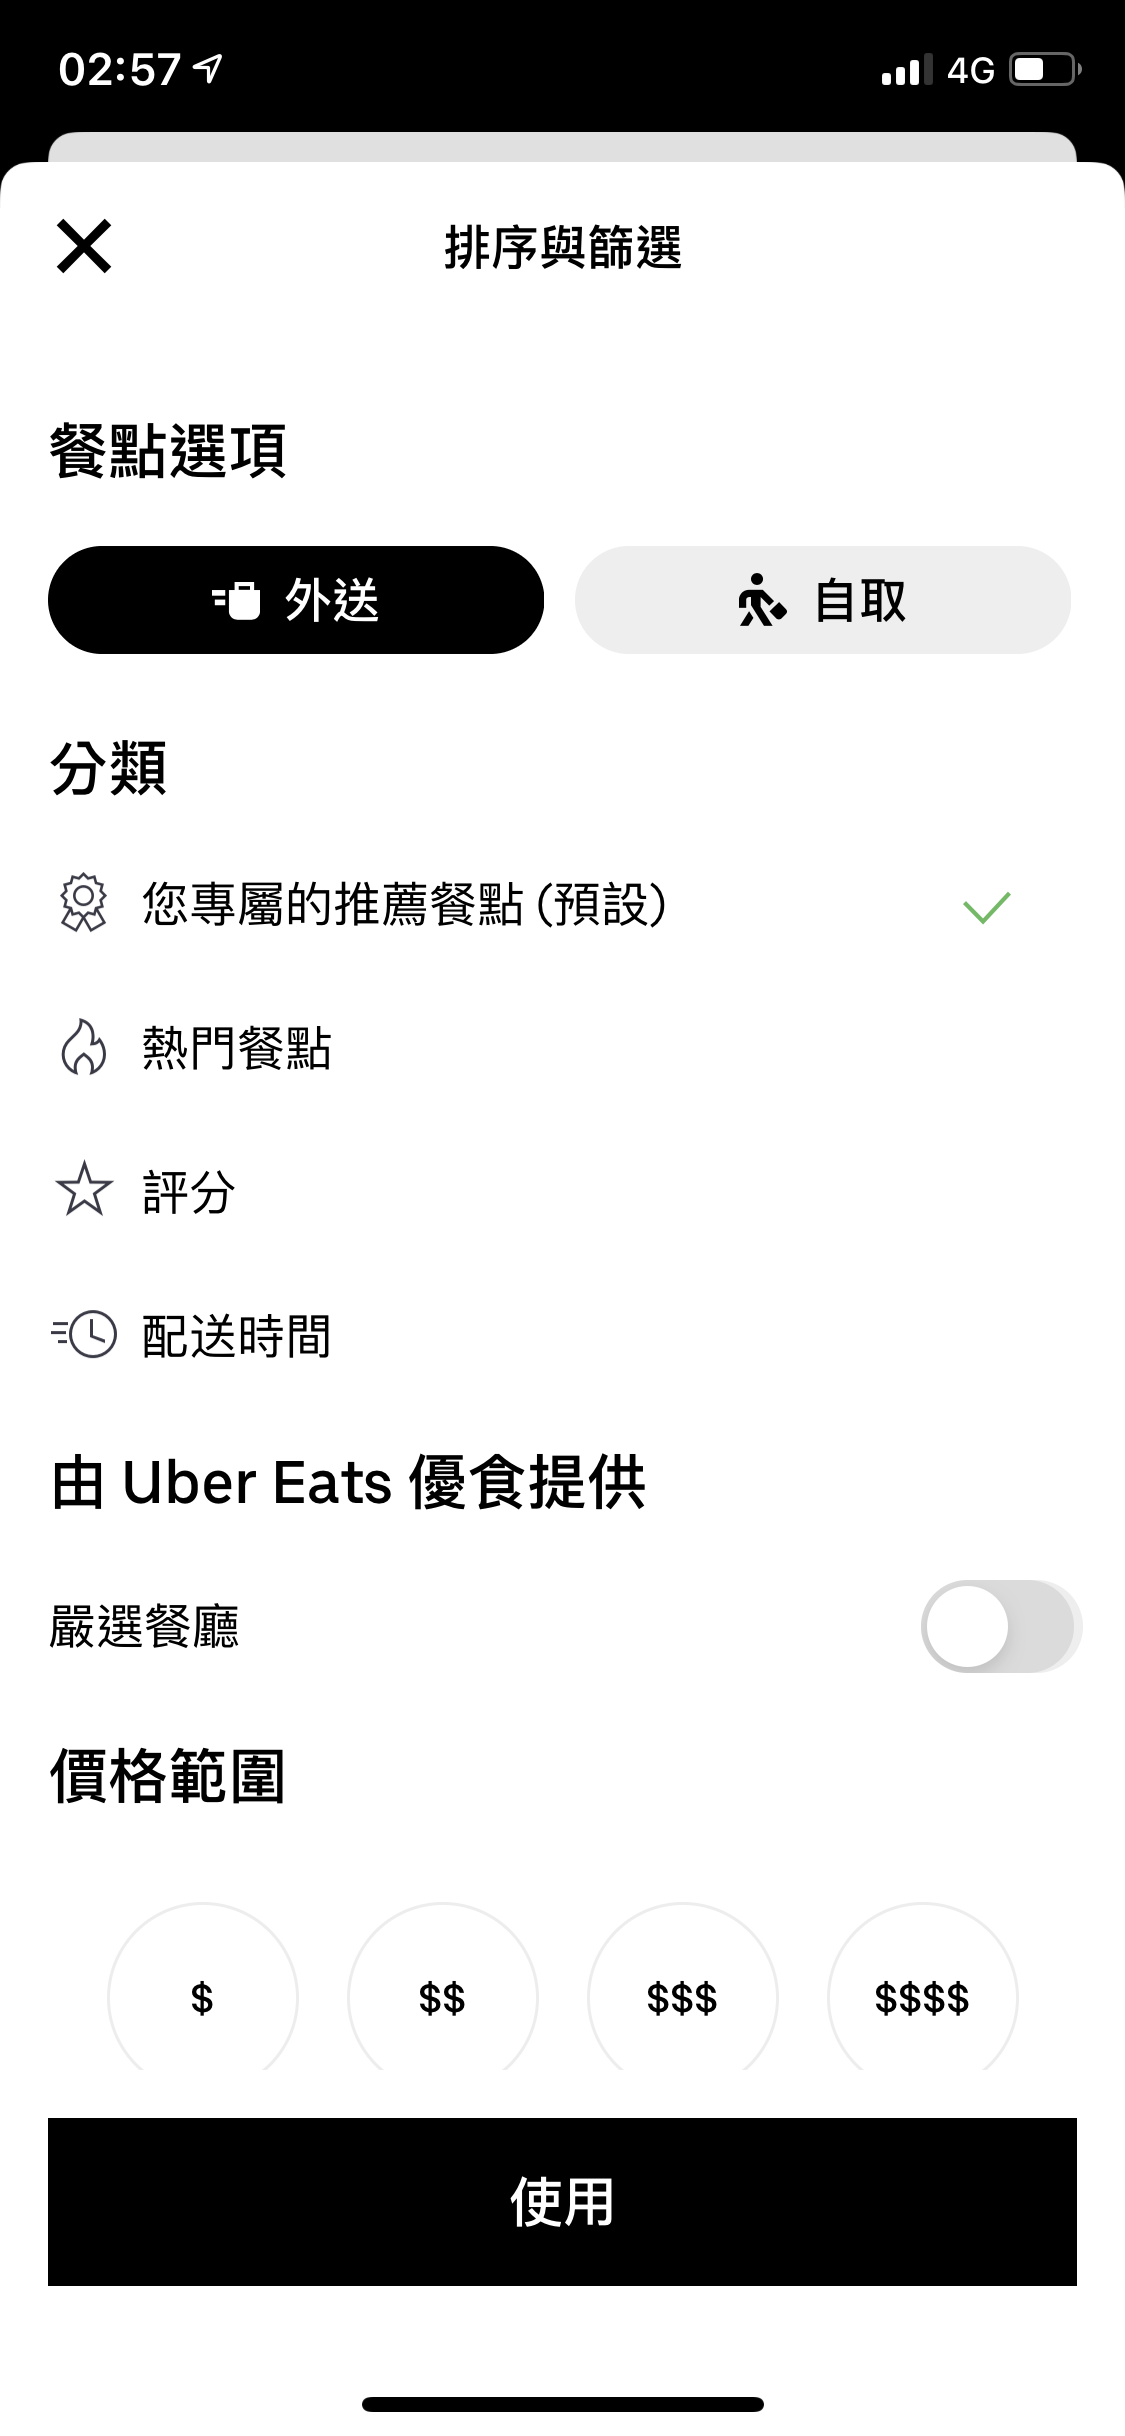 02:57
4G
排序與篩選
餐點選項
外送
自取
分類
您專屬的推薦餐點 (預設)
熱門餐點
評分
配送時間
由 Uber Eats 優食提供
嚴選餐廳
價格範圍
$
$$
$$$
$$$$
使用